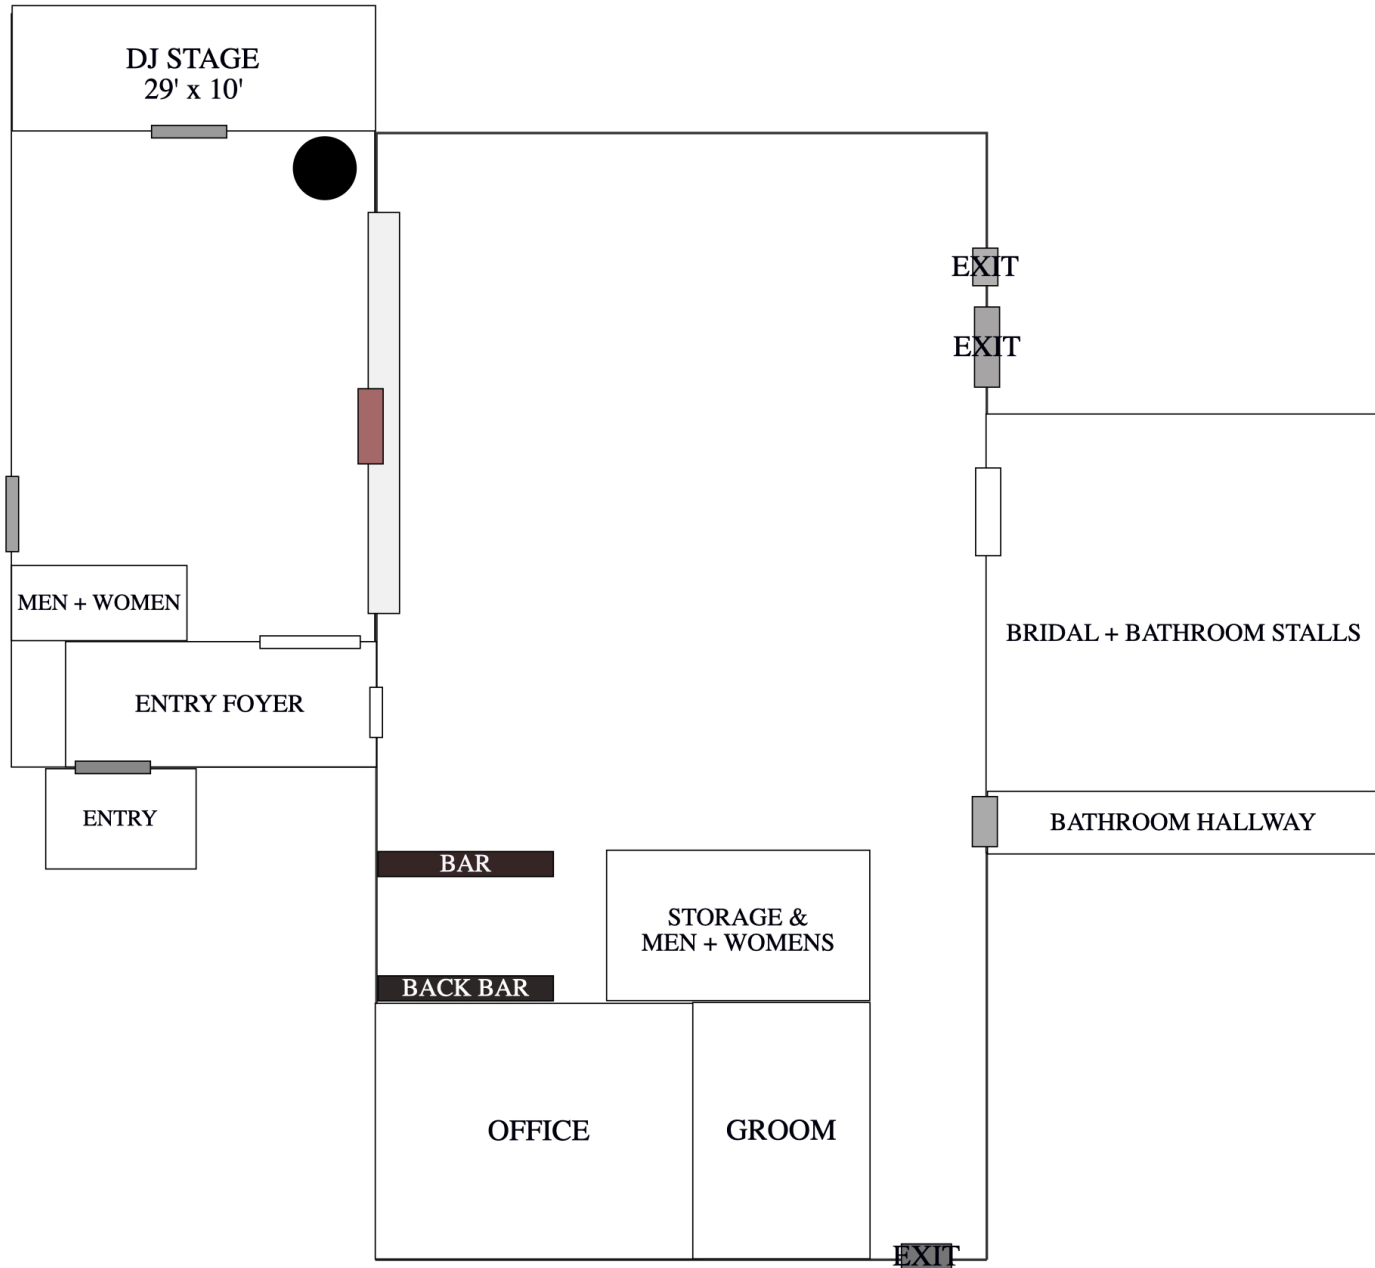 DJ STAGE
29' x 10'
EXIT
EXIT
MEN + WOMEN
BRIDAL + BATHROOM STALLS
ENTRY FOYER
ENTRY
BATHROOM HALLWAY
BAR
STORAGE &
MEN + WOMENS
BACK BAR
OFFICE
GROOM
EXIT